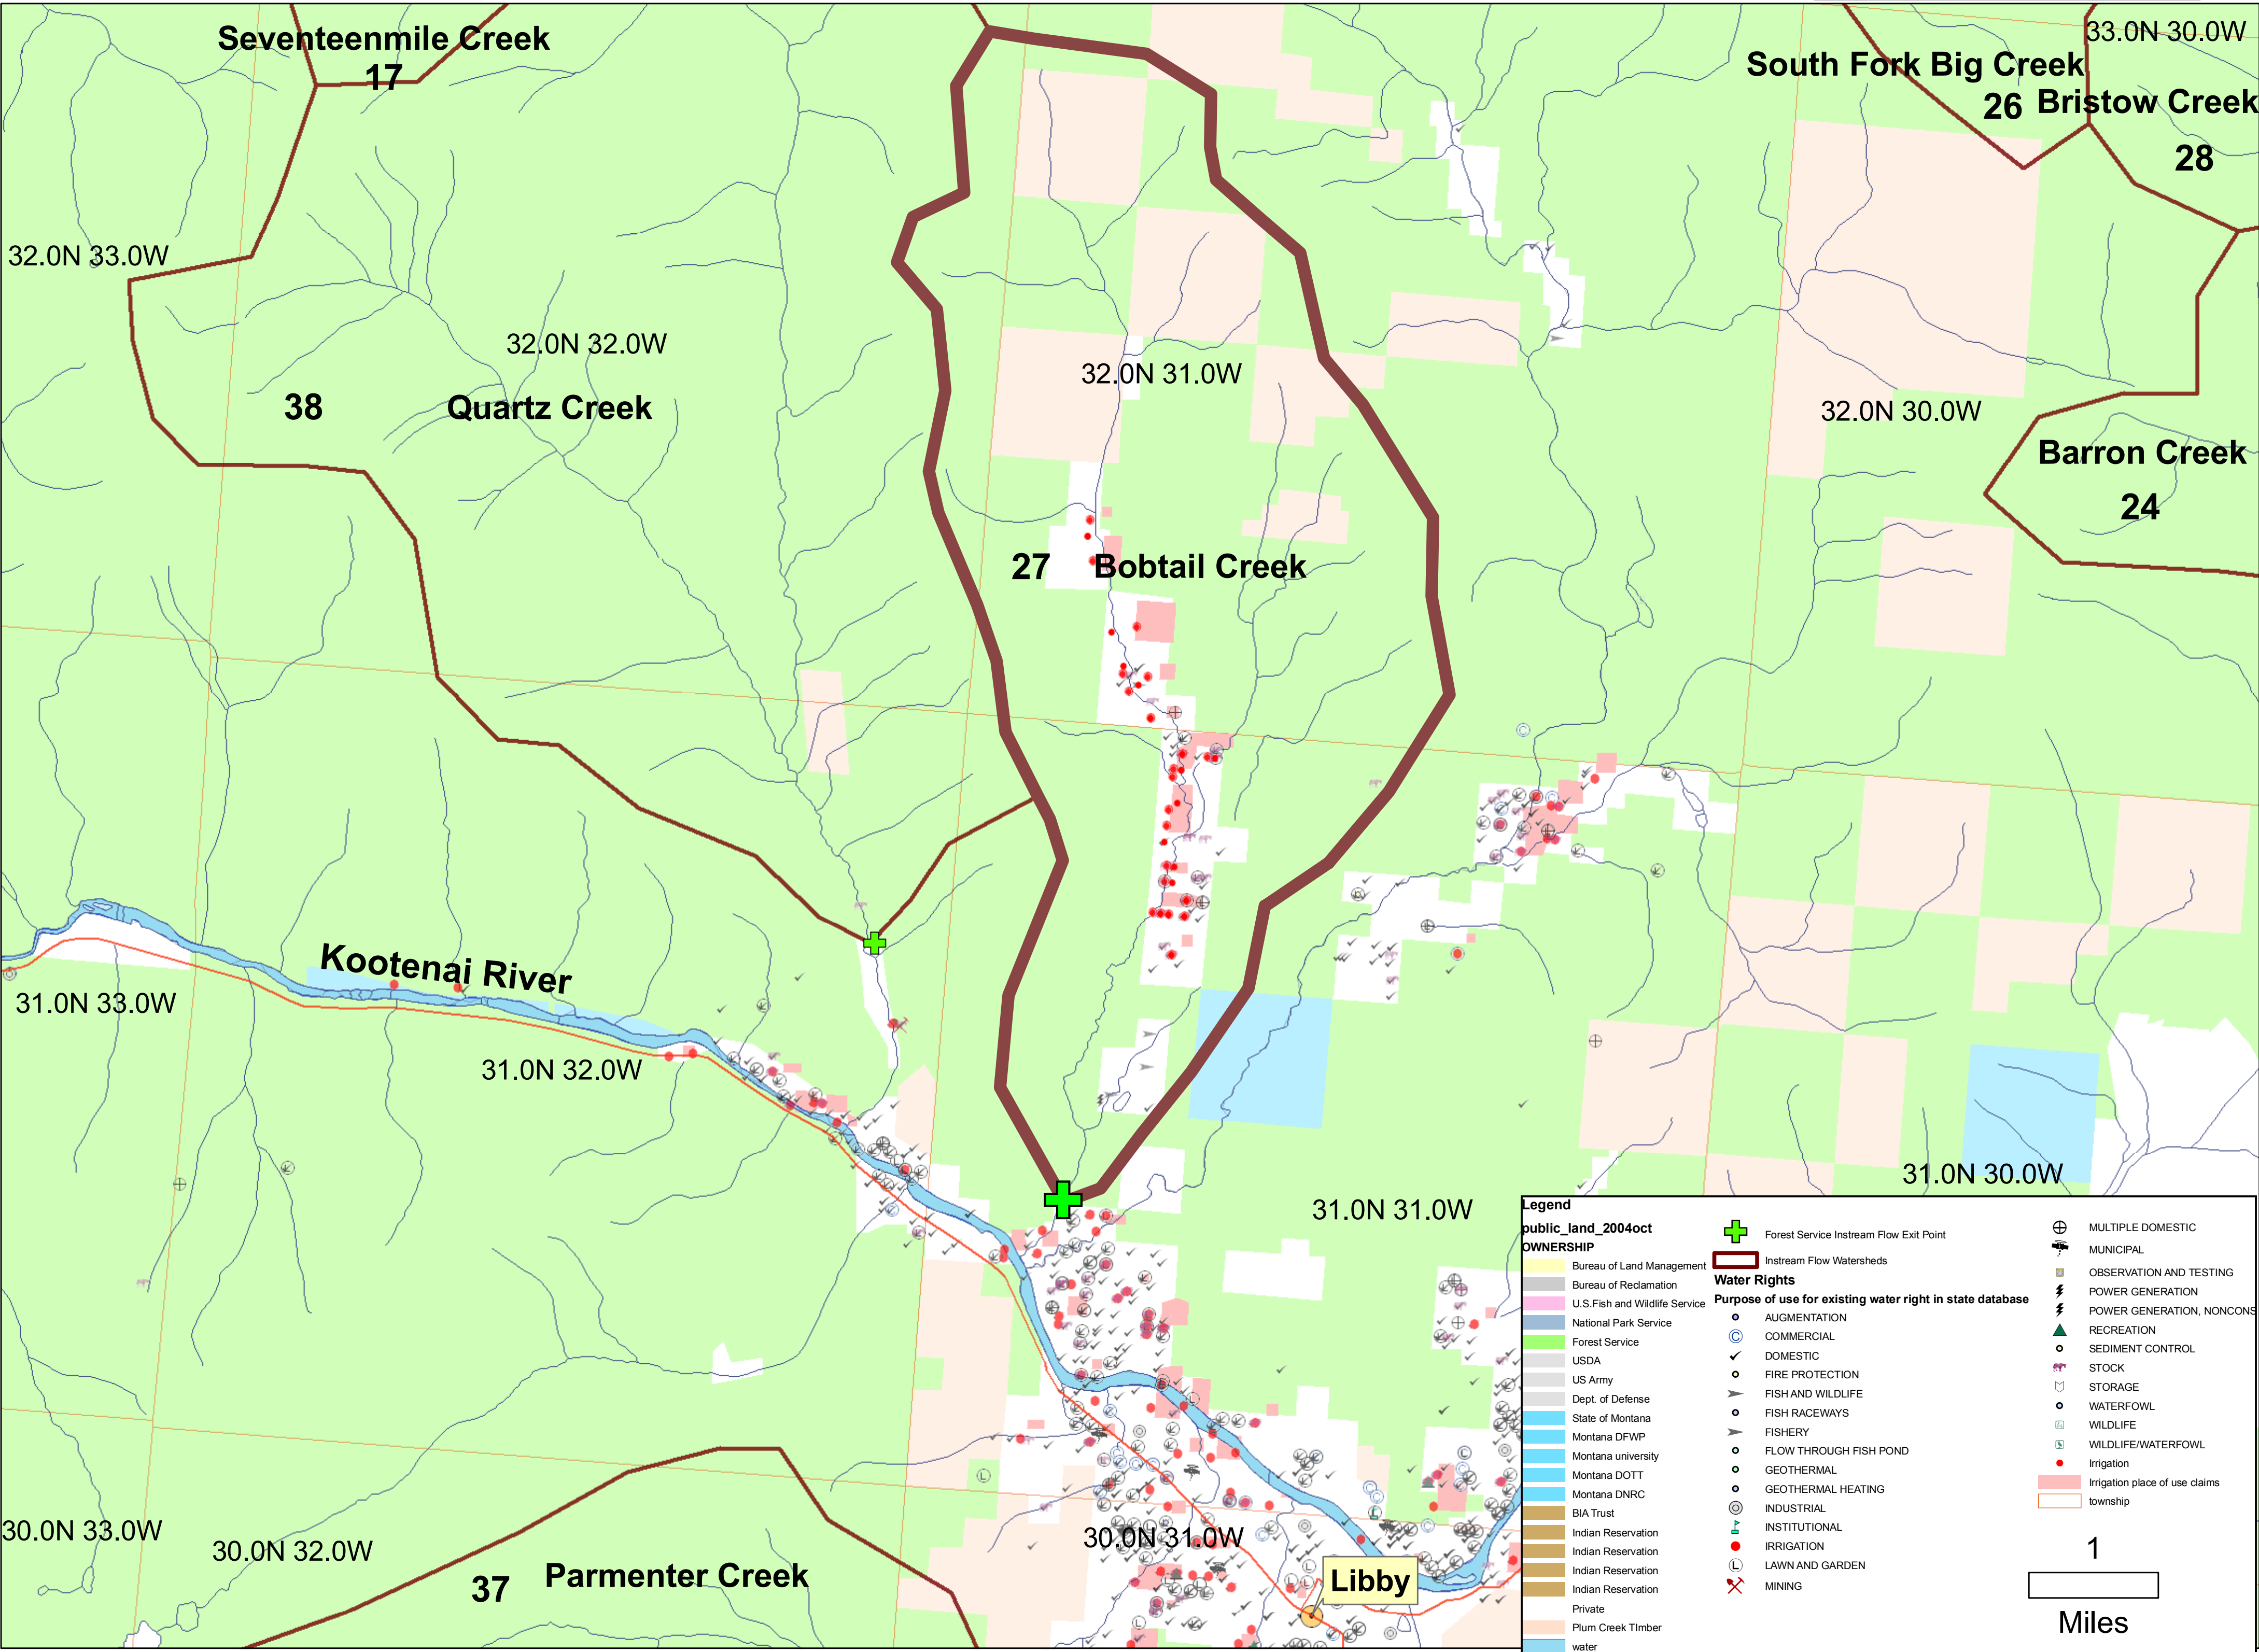 Seventeenmile Creek
17
33.0N 30.0W
South Fork Big Creek
26
Bristow Creek
28
32.0N 33.0W
32.0N 32.0W
38
Quartz Creek
32.0N 31.0W
32.0N 30.0W
Barron Creek
24
27
Bobtail Creek
Kootenai River
31.0N 33.0W
31.0N 32.0W
31.0N 31.0W
31.0N 30.0W
30.0N 33.0W
30.0N 32.0W
37
Parmenter Creek
30.0N 31.0W
Libby
Legend
public_land_2004oct
OWNERSHIP
Bureau of Land Management
Bureau of Reclamation
U.S.Fish and Wildlife Service
National Park Service
Forest Service
USDA
US Army
Dept. of Defense
State of Montana
Montana DFWP
Montana university
Montana DOTT
Montana DNRC
BIA Trust
Indian Reservation
Indian Reservation
Indian Reservation
Indian Reservation
Private
Plum Creek TImber
water
Forest Service Instream Flow Exit Point
Instream Flow Watersheds
Water Rights
Purpose of use for existing water right in state database
AUGMENTATION
C COMMERCIAL
DOMESTIC
FIRE PROTECTION
FISH AND WILDLIFE
FISH RACEWAYS
FISHERY
FLOW THROUGH FISH POND
GEOTHERMAL
GEOTHERMAL HEATING
INDUSTRIAL
INSTITUTIONAL
IRRIGATION
L LAWN AND GARDEN
MINING
MULTIPLE DOMESTIC
MUNICIPAL
OBSERVATION AND TESTING
POWER GENERATION
POWER GENERATION, NONCONS
RECREATION
SEDIMENT CONTROL
STOCK
STORAGE
WATERFOWL
WILDLIFE
WILDLIFE/WATERFOWL
Irrigation
Irrigation place of use claims
township
1
Miles